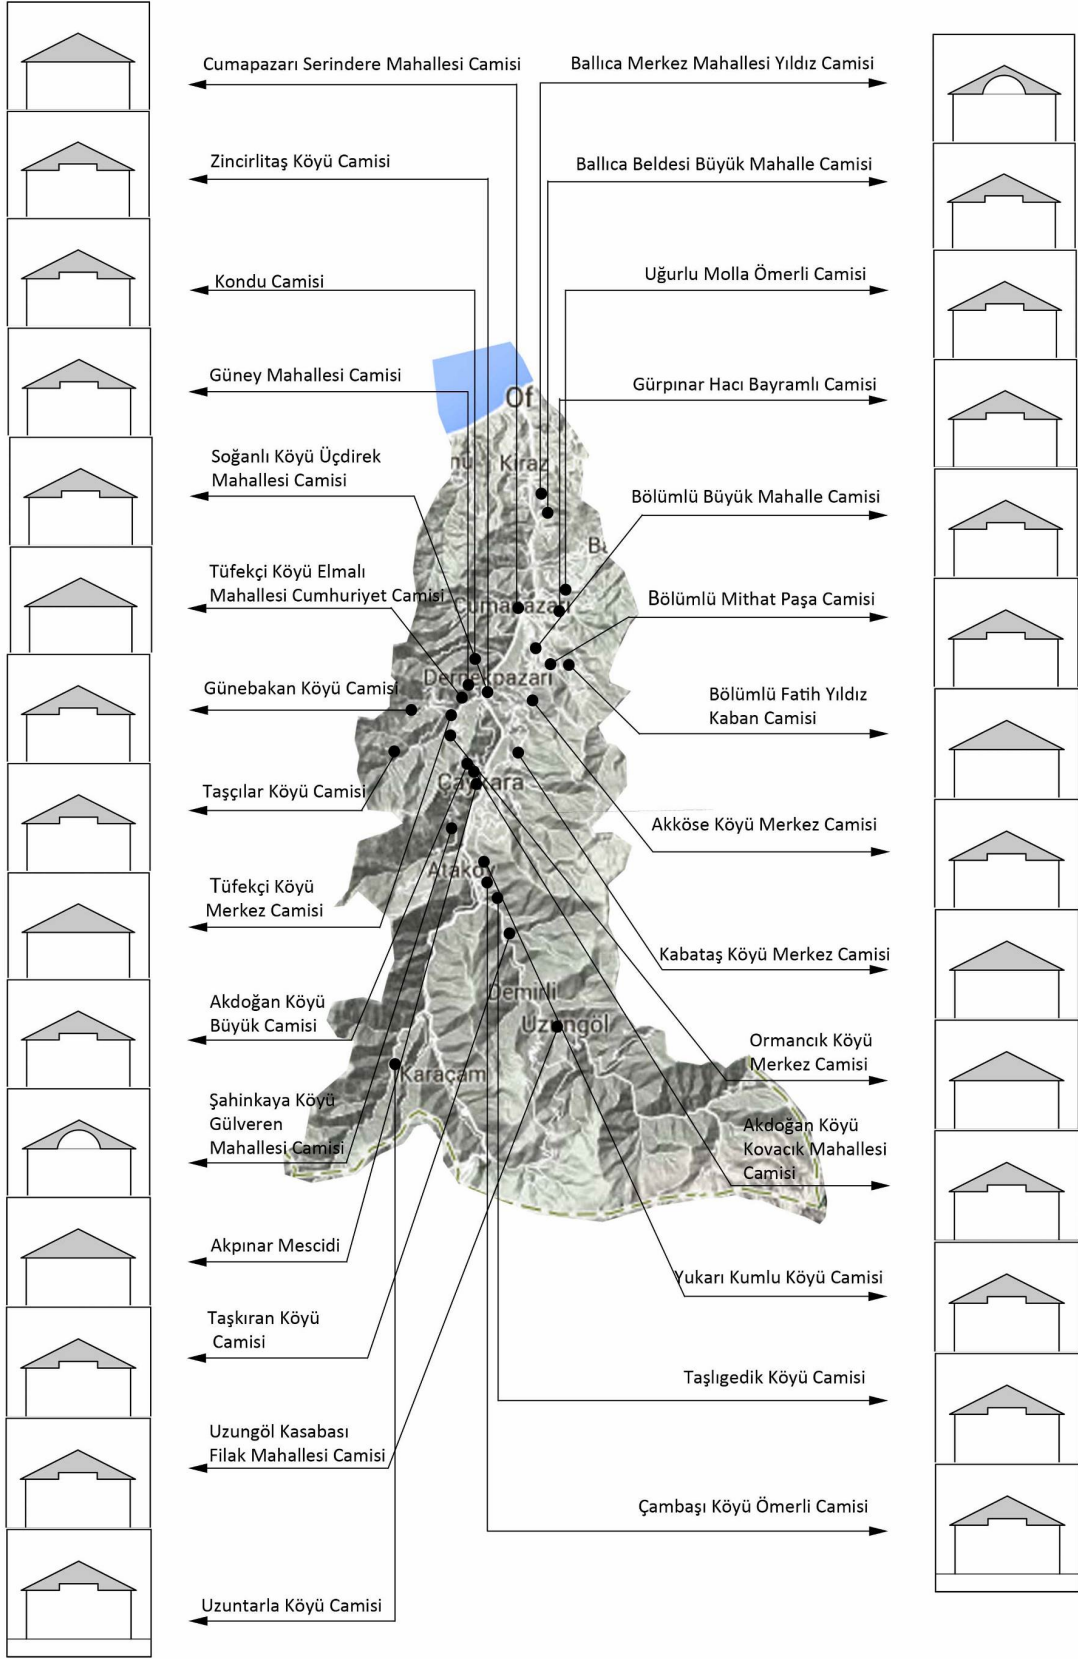 Cumapazarı Serindere Mahallesi Camisi
Zincirlitaş Köyü Camisi
Kondu Camisi
Güney Mahallesi Camisi
Soğanlı Köyü Üçdirek
Mahallesi Camisi
Tüfekçi Köyü Elmalı
Mahallesi Cumhuriyet Camisi
Günebakan Köyü Camisi
Taşçılar Köyü Camisi
Tüfekçi Köyü
Merkez Camisi
Akdoğan Köyü
Büyük Camisi
Şahinkaya Köyü
Gülveren
Mahallesi Camisi
Akpınar Mescidi
Taşkıran Köyü
Camisi
Uzungöl Kasabası
Filak Mahallesi Camisi
Uzuntarla Köyü Camisi
Of
Kiraz
Cumapazarı
Dernekpazarı
Çaykara
Ataköy
Demirli
Uzungöl
Karaçam
Ballıca Merkez Mahallesi Yıldız Camisi
Ballıca Beldesi Büyük Mahalle Camisi
Uğurlu Molla Ömerli Camisi
Gürpınar Hacı Bayramlı Camisi
Bölümlü Büyük Mahalle Camisi
Bölümlü Mithat Paşa Camisi
Bölümlü Fatih Yıldız
Kaban Camisi
Akköse Köyü Merkez Camisi
Kabataş Köyü Merkez Camisi
Ormancık Köyü
Merkez Camisi
Akdoğan Köyü
Kovacık Mahallesi
Camisi
Yukarı Kumlu Köyü Camisi
Taşlıgedik Köyü Camisi
Çambaşı Köyü Ömerli Camisi